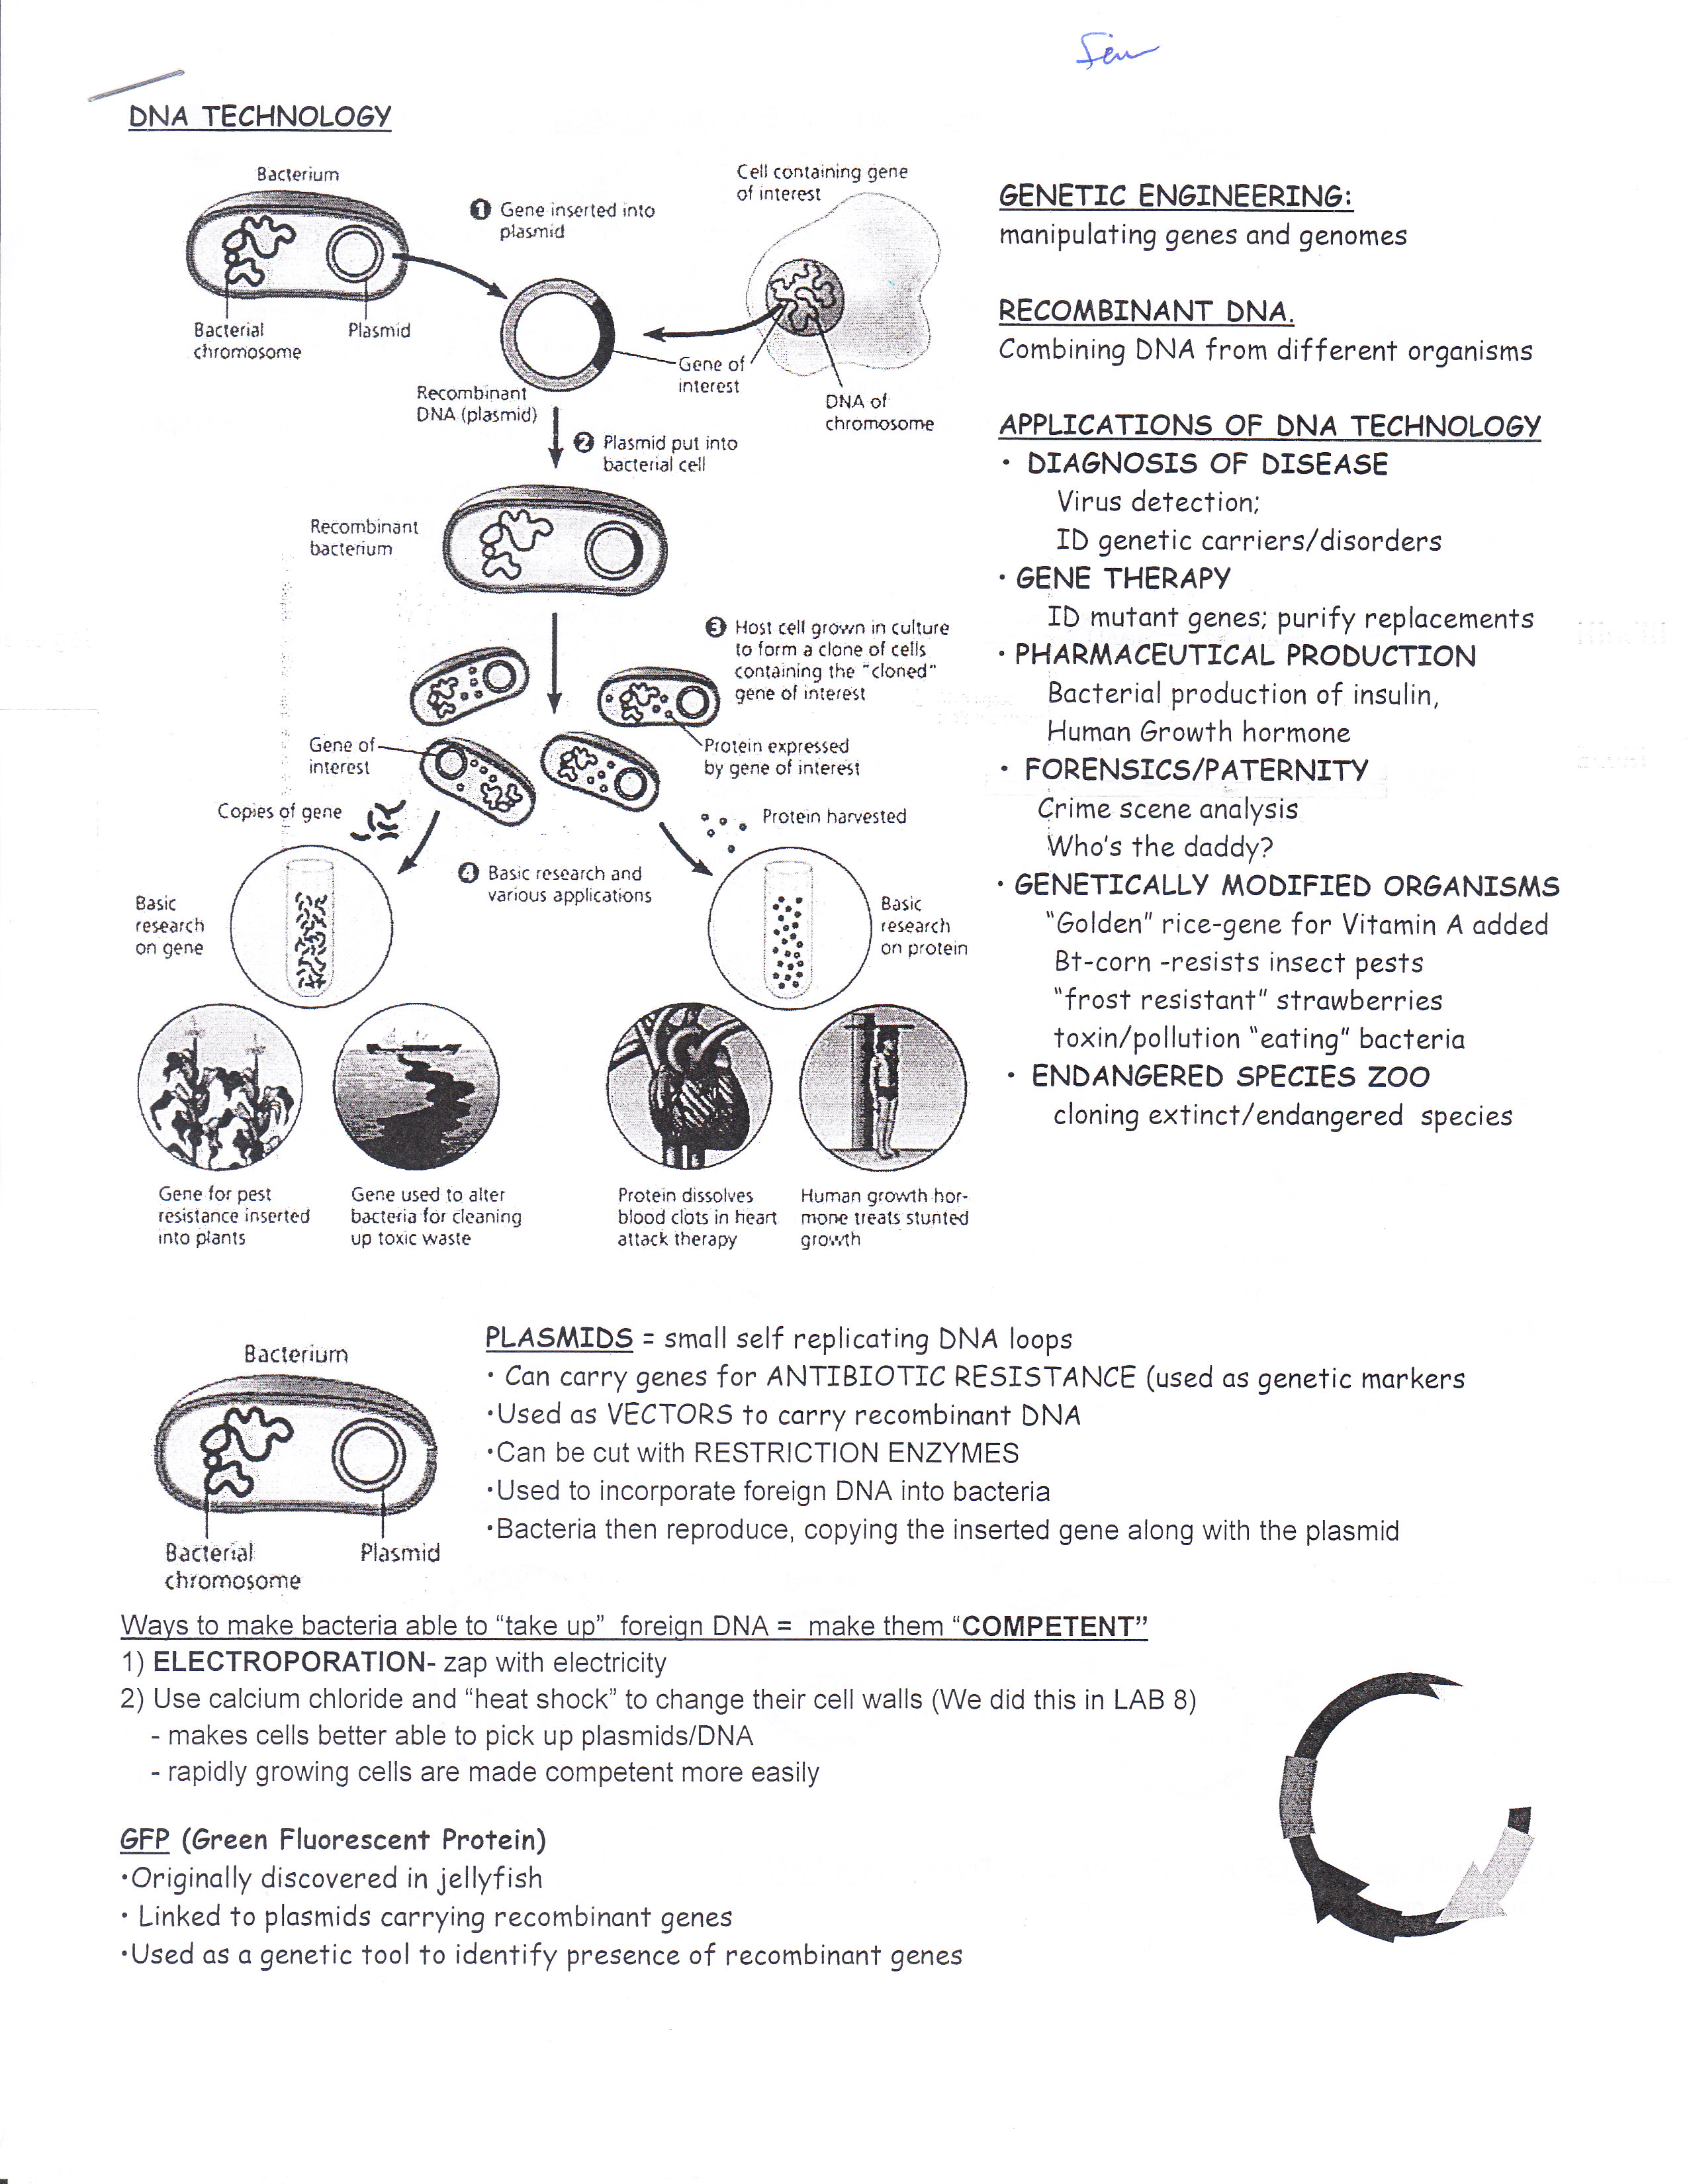 DNA TECHNOLOGY
Bacterium
❶ Gene inserted into
plasmid
Cell containing gene
of interest
Bacterial
chromosome
Plasmid
Gene of
interest
Recombinant
DNA (plasmid)
DNA of
chromosome
❷ Plasmid put into
bacterial cell
Recombinant
bacterium
❸ Host cell grown in culture
to form a clone of cells
containing the "cloned"
gene of interest
Gene of
interest
Protein expressed
by gene of interest
Copies of gene
Protein harvested
❹ Basic research and
various applications
Basic
research
on gene
Basic
research
on protein
Gene for pest
resistance inserted
into plants
Gene used to alter
bacteria for cleaning
up toxic waste
Protein dissolves
blood clots in heart
attack therapy
Human growth hor-
mone treats stunted
growth
GENETIC ENGINEERING:
manipulating genes and genomes
RECOMBINANT DNA.
Combining DNA from different organisms
APPLICATIONS OF DNA TECHNOLOGY
• DIAGNOSIS OF DISEASE
Virus detection;
ID genetic carriers/disorders
• GENE THERAPY
ID mutant genes; purify replacements
• PHARMACEUTICAL PRODUCTION
Bacterial production of insulin,
Human Growth hormone
• FORENSICS/PATERNITY
Crime scene analysis
Who's the daddy?
• GENETICALLY MODIFIED ORGANISMS
"Golden" rice-gene for Vitamin A added
Bt-corn -resists insect pests
"frost resistant" strawberries
toxin/pollution "eating" bacteria
• ENDANGERED SPECIES ZOO
cloning extinct/endangered species
Bacterium
Bacterial
chromosome
Plasmid
PLASMIDS = small self replicating DNA loops
• Can carry genes for ANTIBIOTIC RESISTANCE (used as genetic markers
•Used as VECTORS to carry recombinant DNA
•Can be cut with RESTRICTION ENZYMES
•Used to incorporate foreign DNA into bacteria
•Bacteria then reproduce, copying the inserted gene along with the plasmid
Ways to make bacteria able to "take up" foreign DNA = make them "COMPETENT"
1) ELECTROPORATION- zap with electricity
2) Use calcium chloride and "heat shock" to change their cell walls (We did this in LAB 8)
- makes cells better able to pick up plasmids/DNA
- rapidly growing cells are made competent more easily
GFP (Green Fluorescent Protein)
•Originally discovered in jellyfish
• Linked to plasmids carrying recombinant genes
•Used as a genetic tool to identify presence of recombinant genes